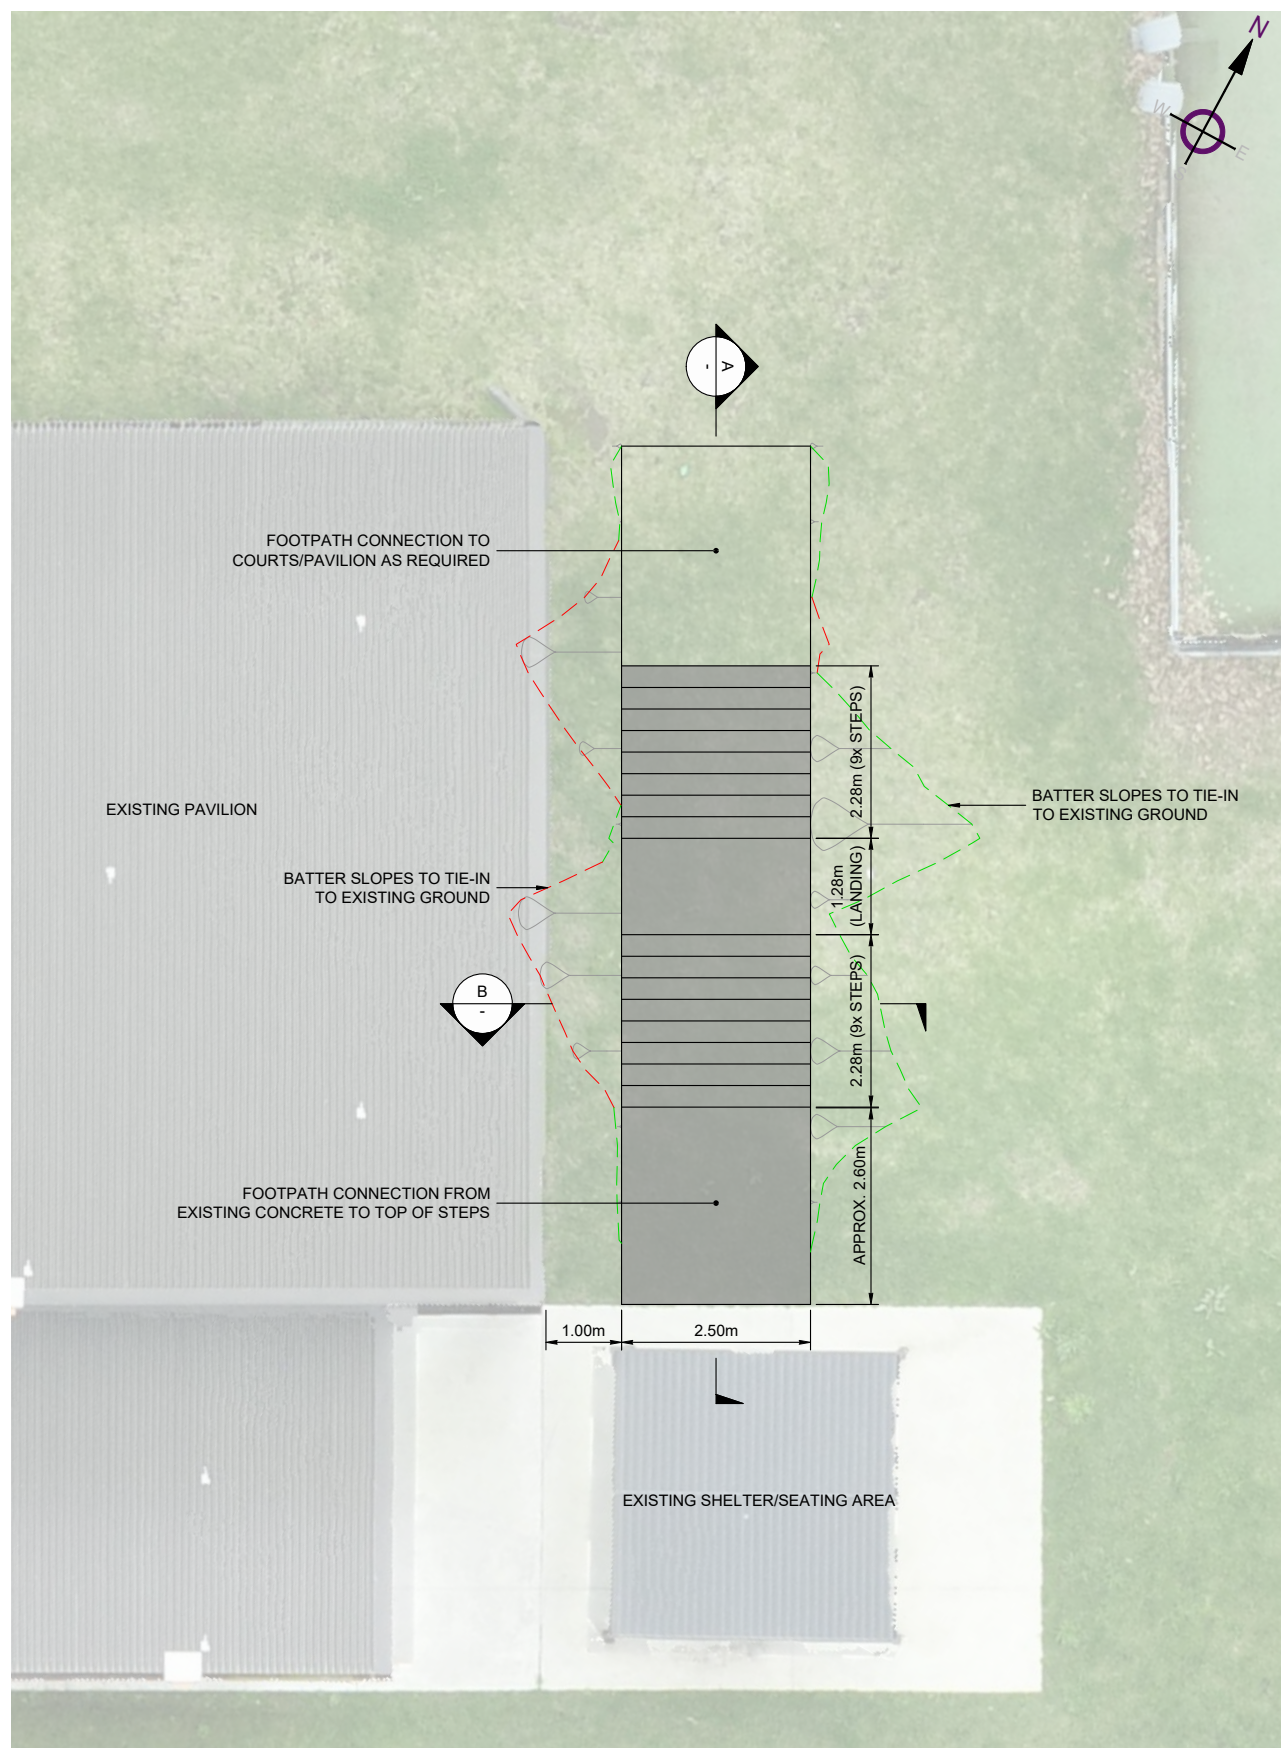 N
W
E
A
-
FOOTPATH CONNECTION TO
COURTS/PAVILION AS REQUIRED
2.28m (9x STEPS)
EXISTING PAVILION
BATTER SLOPES TO TIE-IN
TO EXISTING GROUND
BATTER SLOPES TO TIE-IN
TO EXISTING GROUND
1.28m
(LANDING)
B
-
2.28m (9x STEPS)
FOOTPATH CONNECTION FROM
EXISTING CONCRETE TO TOP OF STEPS
APPROX. 2.60m
1.00m
2.50m
EXISTING SHELTER/SEATING AREA